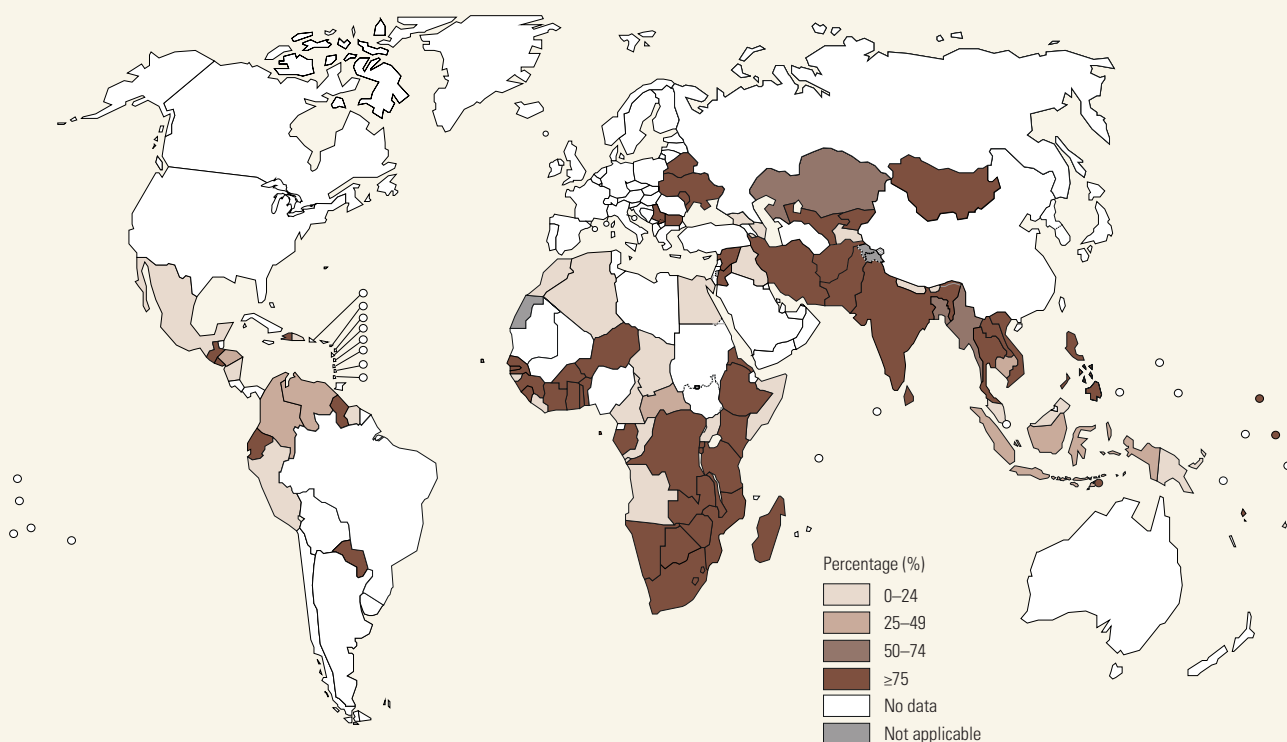 Percentage (%)
0–24
25–49
50–74
≥75
No data
Not applicable